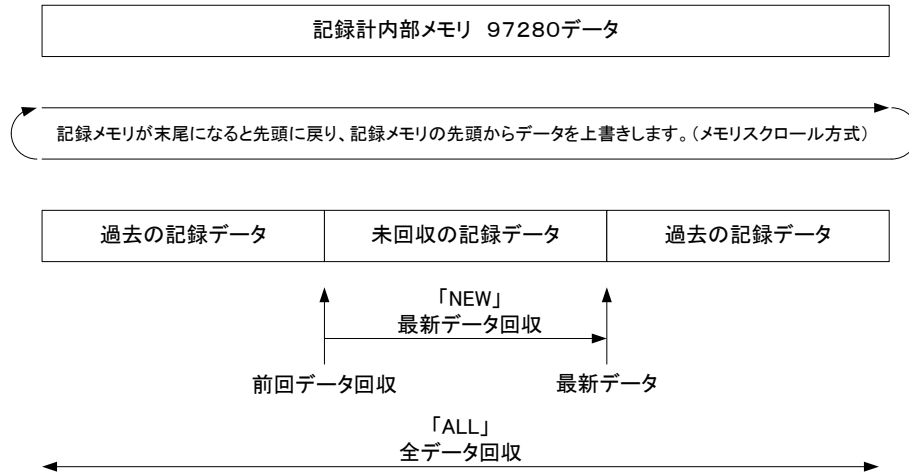 記録計内部メモリ 97280データ
記録メモリが末尾になると先頭に戻り、記録メモリの先頭からデータを上書きします。(メモリスクロール方式)
過去の記録データ 未回収の記録データ 過去の記録データ
「NEW」
最新データ回収
前回データ回収 最新データ
「ALL」
全データ回収